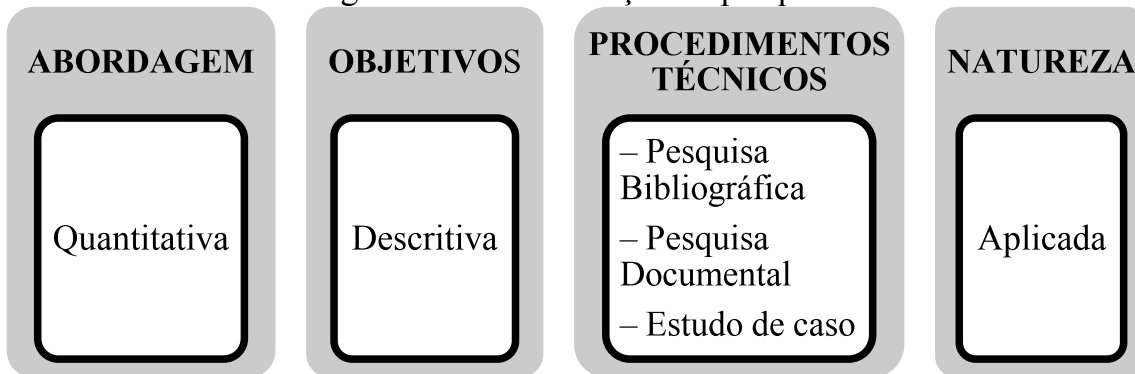 ABORDAGEM
Quantitativa
OBJETIVOS
Descritiva
PROCEDIMENTOS
TÉCNICOS
– Pesquisa
Bibliográfica
– Pesquisa
Documental
– Estudo de caso
NATUREZA
Aplicada